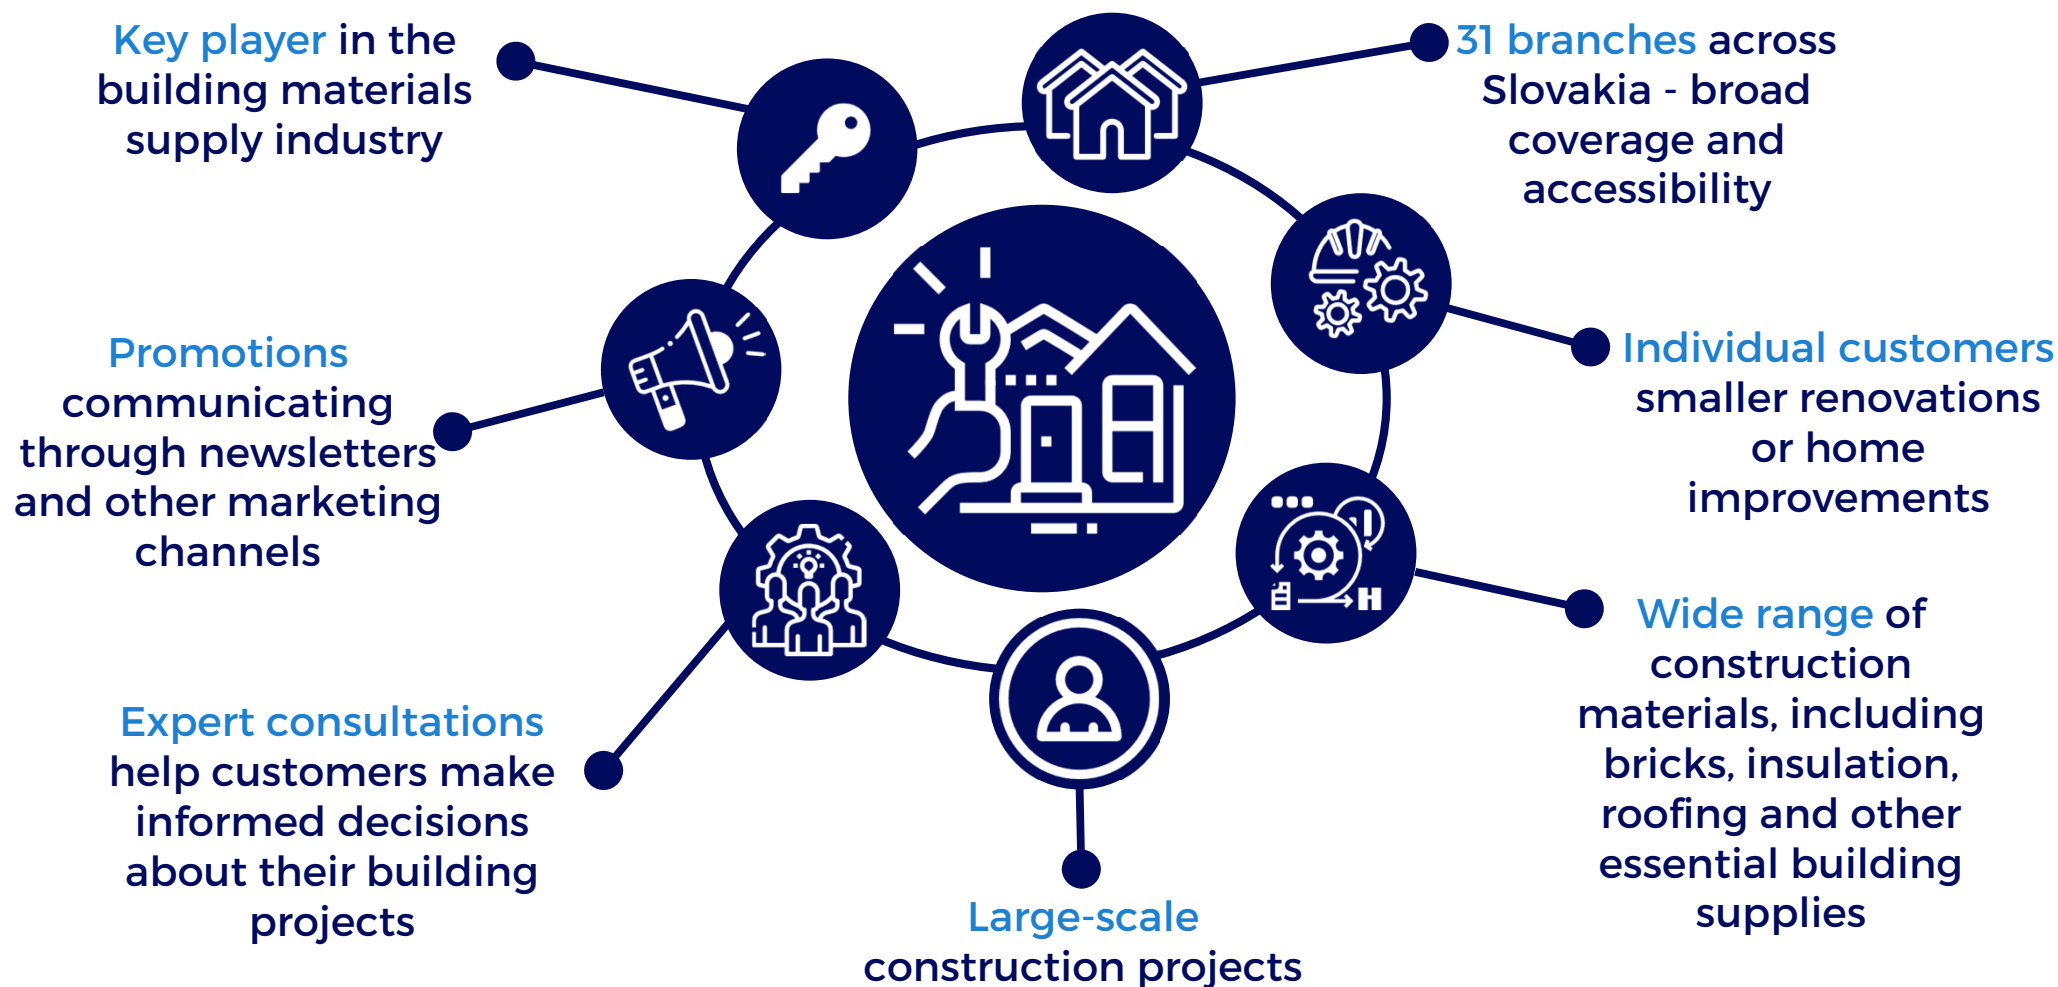 Key player in the
building materials
supply industry
31 branches across
Slovakia - broad
coverage and
accessibility
Individual customers
smaller renovations
or home
improvements
Wide range of
construction
materials, including
bricks, insulation,
roofing and other
essential building
supplies
Large-scale
construction projects
Expert consultations
help customers make
informed decisions
about their building
projects
Promotions
communicating
through newsletters
and other marketing
channels